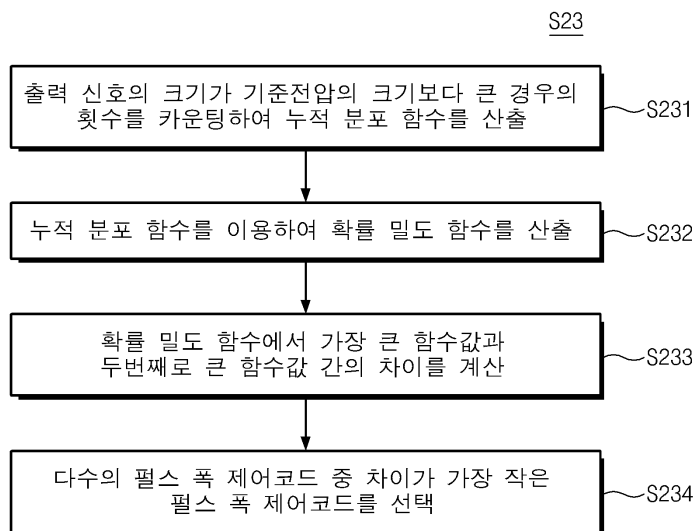 S23
출력 신호의 크기가 기준전압의 크기보다 큰 경우의
횟수를 카운팅하여 누적 분포 함수를 산출
S231
누적 분포 함수를 이용하여 확률 밀도 함수를 산출
S232
확률 밀도 함수에서 가장 큰 함수값과
두번째로 큰 함수값 간의 차이를 계산
S233
다수의 펄스 폭 제어코드 중 차이가 가장 작은
펄스 폭 제어코드를 선택
S234